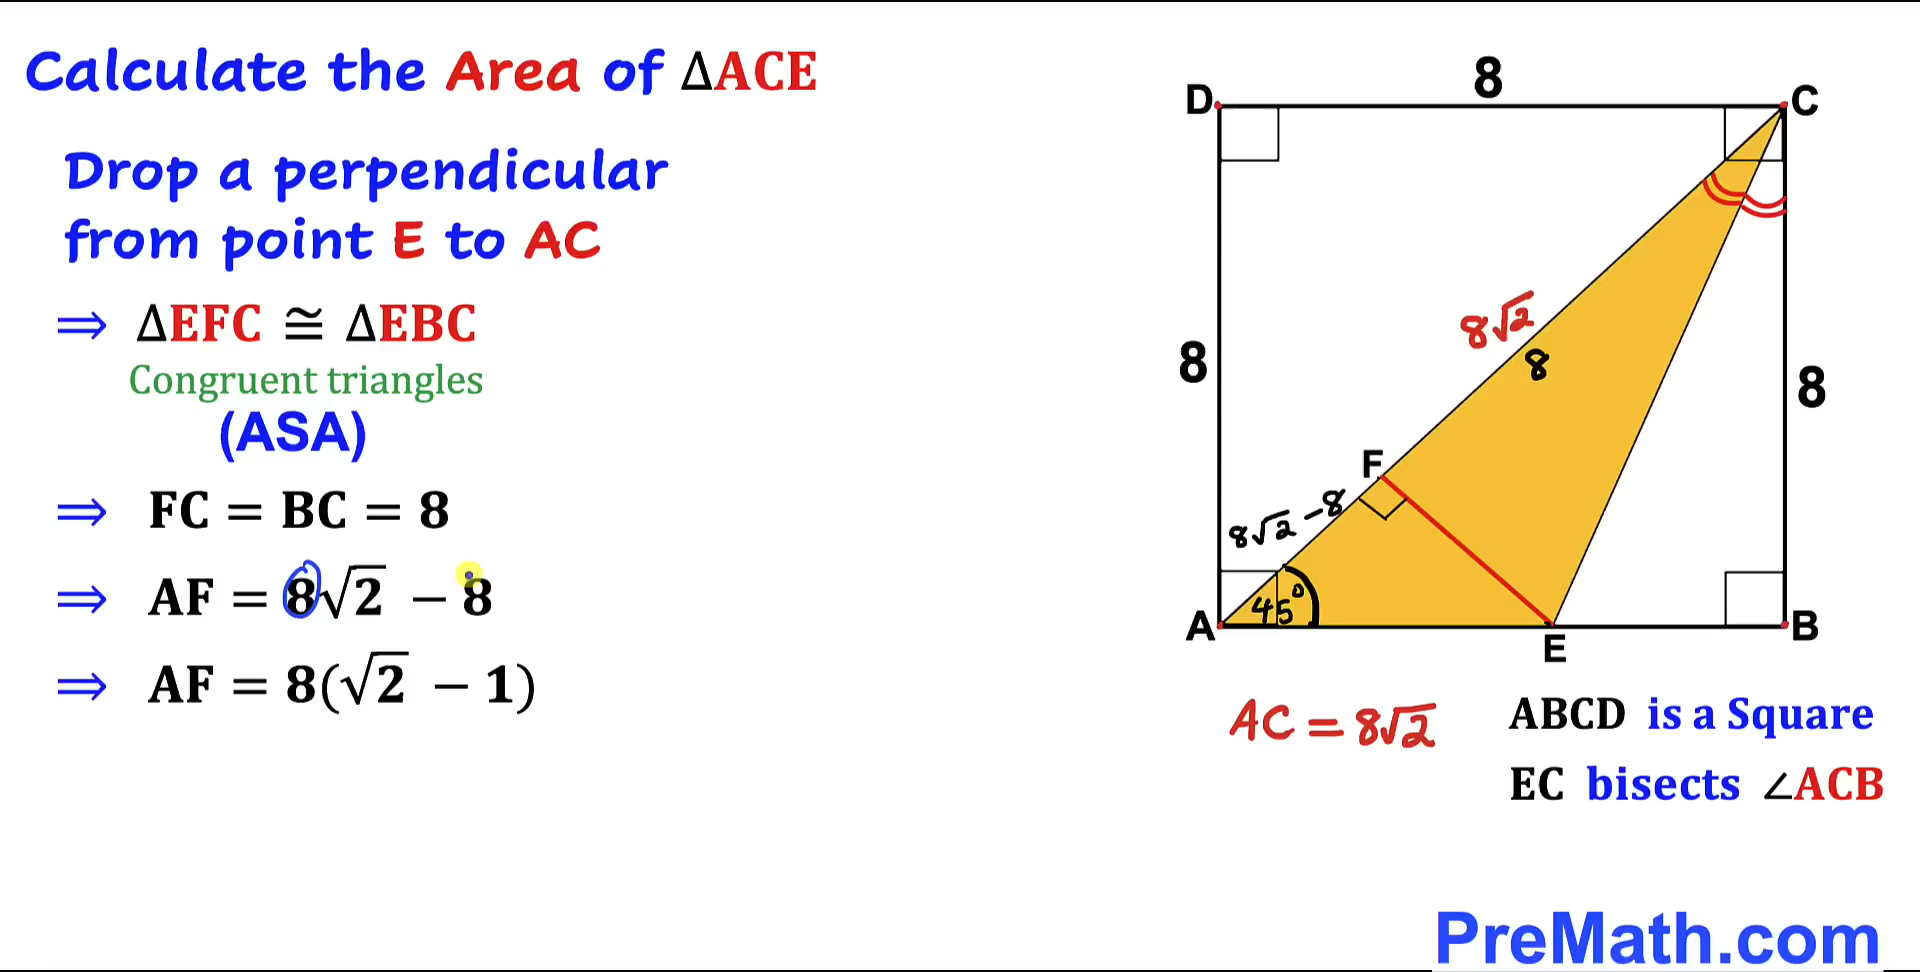 Calculate the Area of ΔACE
Drop a perpendicular
from point E to AC
⇒ ΔEFC ≅ ΔEBC
Congruent triangles
(ASA)
⇒ FC = BC = 8
⇒ AF = 8√2 − 8
⇒ AF = 8(√2 − 1)
8
D
C
8√2
8
8
8
F
8√2 − 8
45°
A
B
E
AC = 8√2
ABCD is a Square
EC bisects ∠ACB
PreMath.com